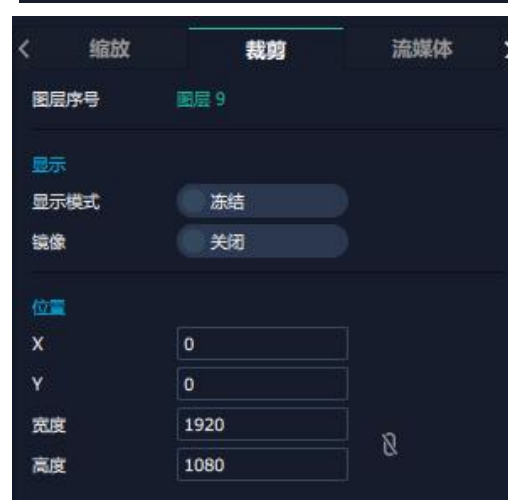 缩放 裁剪 流媒体
图层序号 图层 9
显示
显示模式 冻结
镜像 关闭
位置
X 0
Y 0
宽度 1920
高度 1080